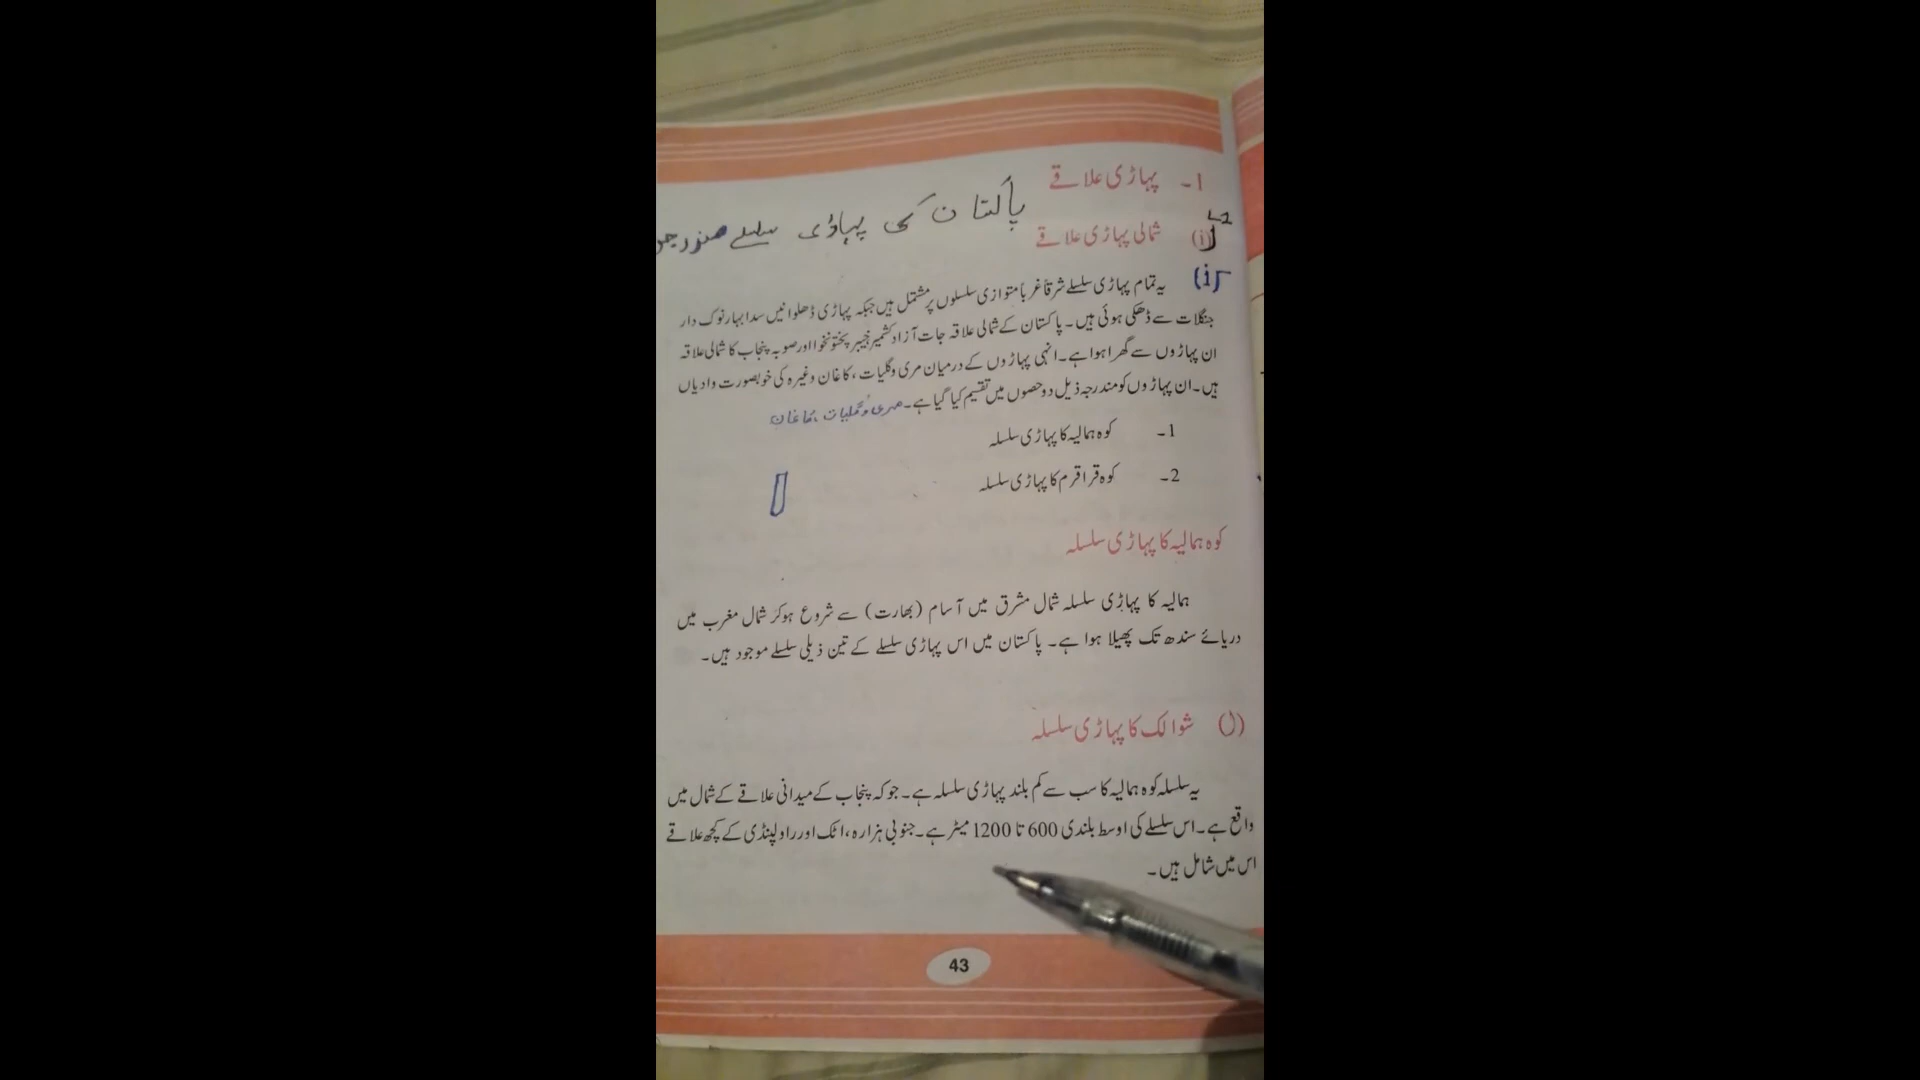 1۔ پہاڑی علاقے
پاکستان کی پہاڑی سلسلے
(i) شمالی پہاڑی علاقے
(i)
یہ تمام پہاڑی سلسلے شرقاً غرباً متوازی سلسلوں پر مشتمل ہیں جبکہ پہاڑی ڈھلوانیں سدا بہار نوک دار
جنگلات سے ڈھکی ہوئی ہیں۔ پاکستان کے شمالی علاقہ جات آزاد کشمیر خیبر پختونخوا اور صوبہ پنجاب کا شمالی علاقہ
ان پہاڑوں سے گھرا ہوا ہے۔ انہی پہاڑوں کے درمیان مری و گلیات، کاغان وغیرہ کی خوبصورت وادیاں
ہیں۔ ان پہاڑوں کو مندرجہ ذیل دو حصوں میں تقسیم کیا گیا ہے۔ مری و گلیات، کاغان
1۔ کوہ ہمالیہ کا پہاڑی سلسلہ
2۔ کوہ قراقرم کا پہاڑی سلسلہ
کوہ ہمالیہ کا پہاڑی سلسلہ
ہمالیہ کا پہاڑی سلسلہ شمال مشرق میں آسام (بھارت) سے شروع ہوکر شمال مغرب میں
دریائے سندھ تک پھیلا ہوا ہے۔ پاکستان میں اس پہاڑی سلسلے کے تین ذیلی سلسلے موجود ہیں۔
(ا) شوالک کا پہاڑی سلسلہ
یہ سلسلہ کوہ ہمالیہ کا سب سے کم بلند پہاڑی سلسلہ ہے۔ جو کہ پنجاب کے میدانی علاقے کے شمال میں
واقع ہے۔ اس سلسلے کی اوسط بلندی 600 تا 1200 میٹر ہے۔ جنوبی ہزارہ، اٹک اور راولپنڈی کے کچھ علاقے
اس میں شامل ہیں۔
43